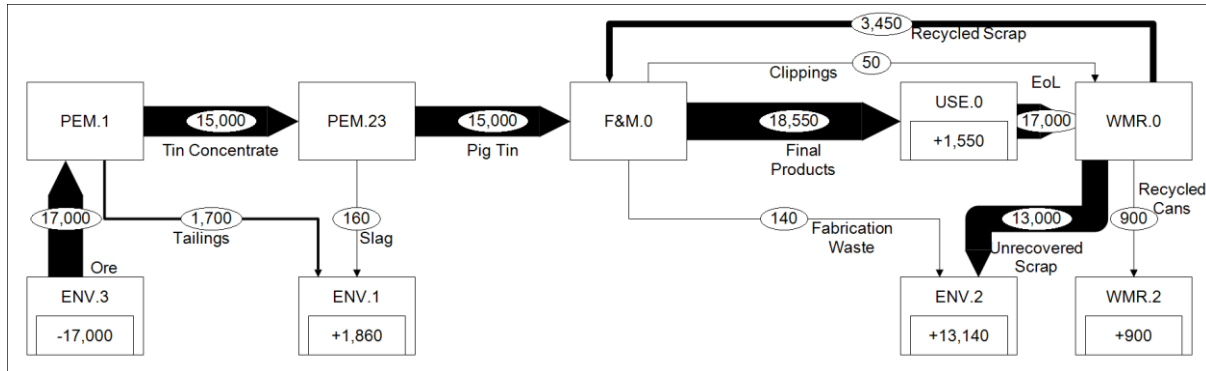 3,450
Recycled Scrap
50
Clippings
EoL
PEM.1
15,000
Tin Concentrate
PEM.23
15,000
Pig Tin
F&M.0
18,550
Final
Products
USE.0
+1,550
17,000
WMR.0
17,000
Ore
1,700
Tailings
160
Slag
140
Fabrication
Waste
13,000
Unrecovered
Scrap
Recycled
Cans
900
ENV.3
-17,000
ENV.1
+1,860
ENV.2
+13,140
WMR.2
+900